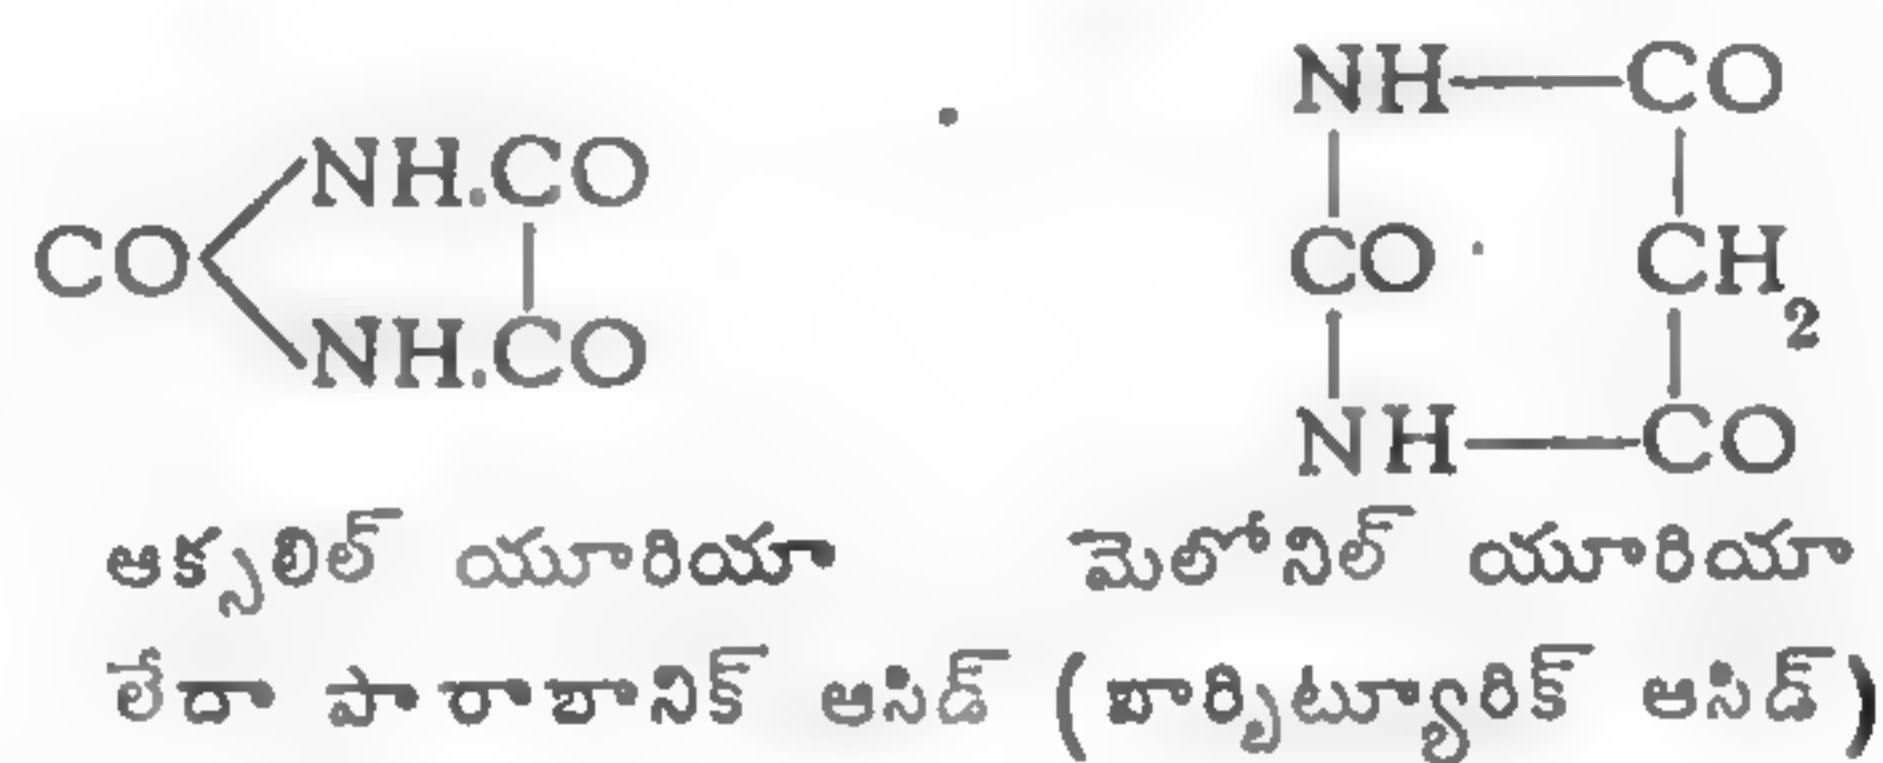 NH CO
NH.CO
CO CO CH2
NH.CO
NH CO
ఆక్సలిల్ యూరియా మెలోనిల్ యూరియా
లేదా పారాబానిక్ ఆసిడ్ (బార్బిట్యూరిక్ ఆసిడ్)